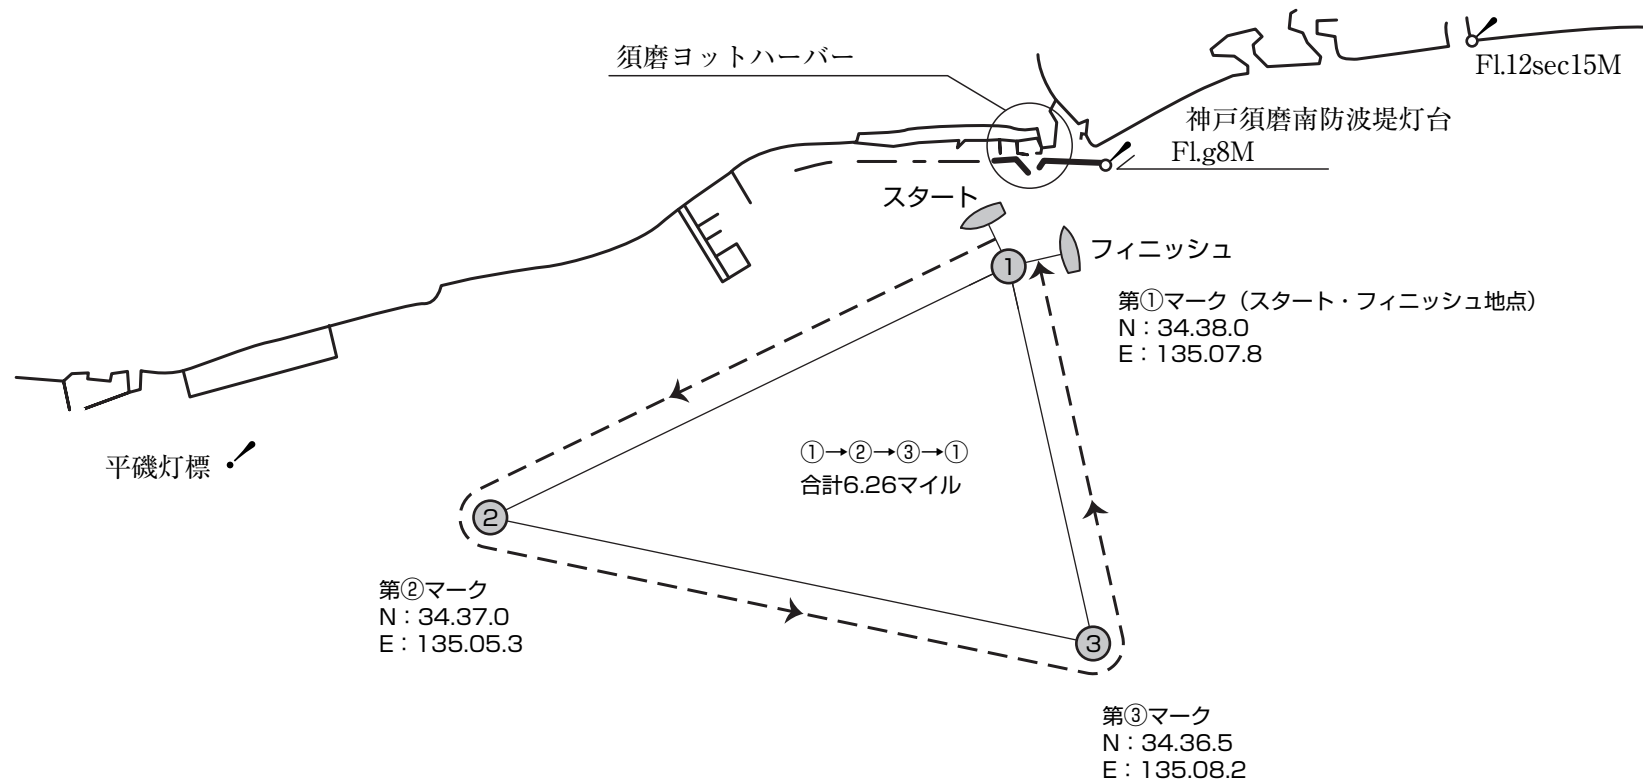 須磨ヨットハーバー
Fl.12sec15M
神戸須磨南防波堤灯台
Fl.g8M
スタート
①
フィニッシュ
第①マーク（スタート・フィニッシュ地点）
N：34.38.0
E：135.07.8
①→②→③→①
合計6.26マイル
平磯灯標
②
第②マーク
N：34.37.0
E：135.05.3
③
第③マーク
N：34.36.5
E：135.08.2